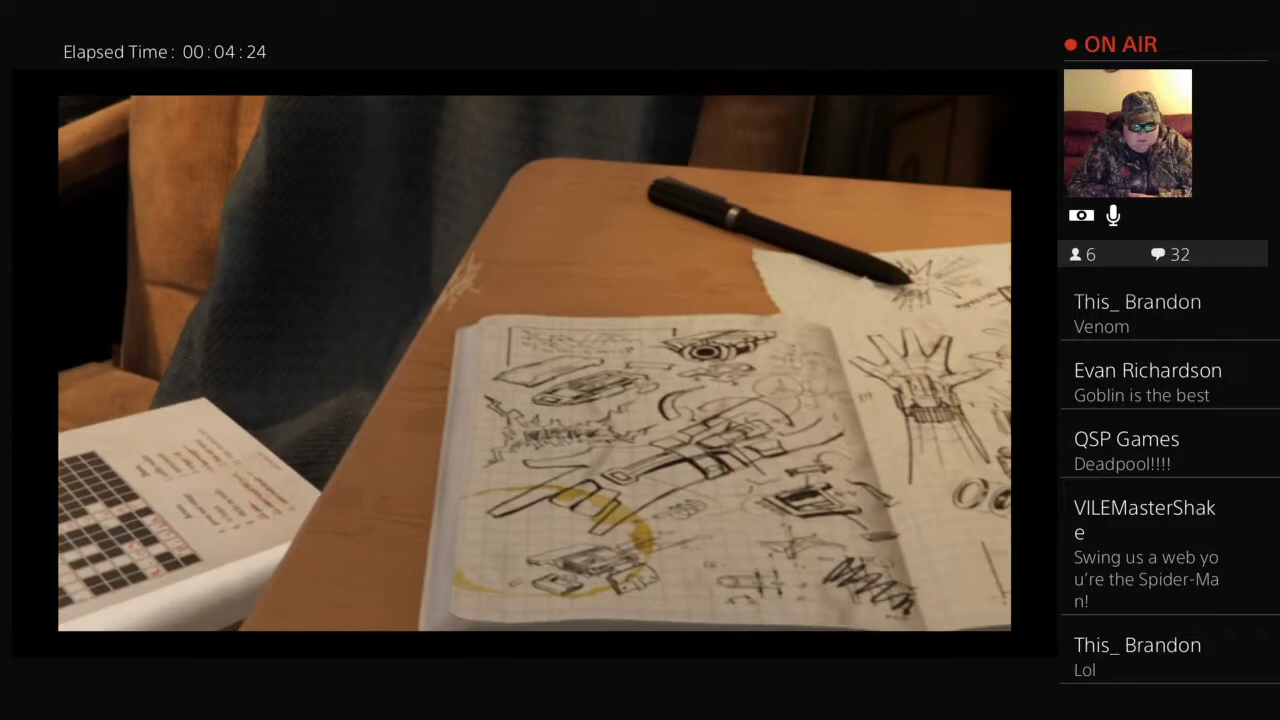 Elapsed Time: 00:04:24
ON AIR
6
32
This_ Brandon
Venom
Evan Richardson
Goblin is the best
QSP Games
Deadpool!!!!
VILEMasterShak
e
Swing us a web yo
u're the Spider-Ma
n!
This_ Brandon
Lol